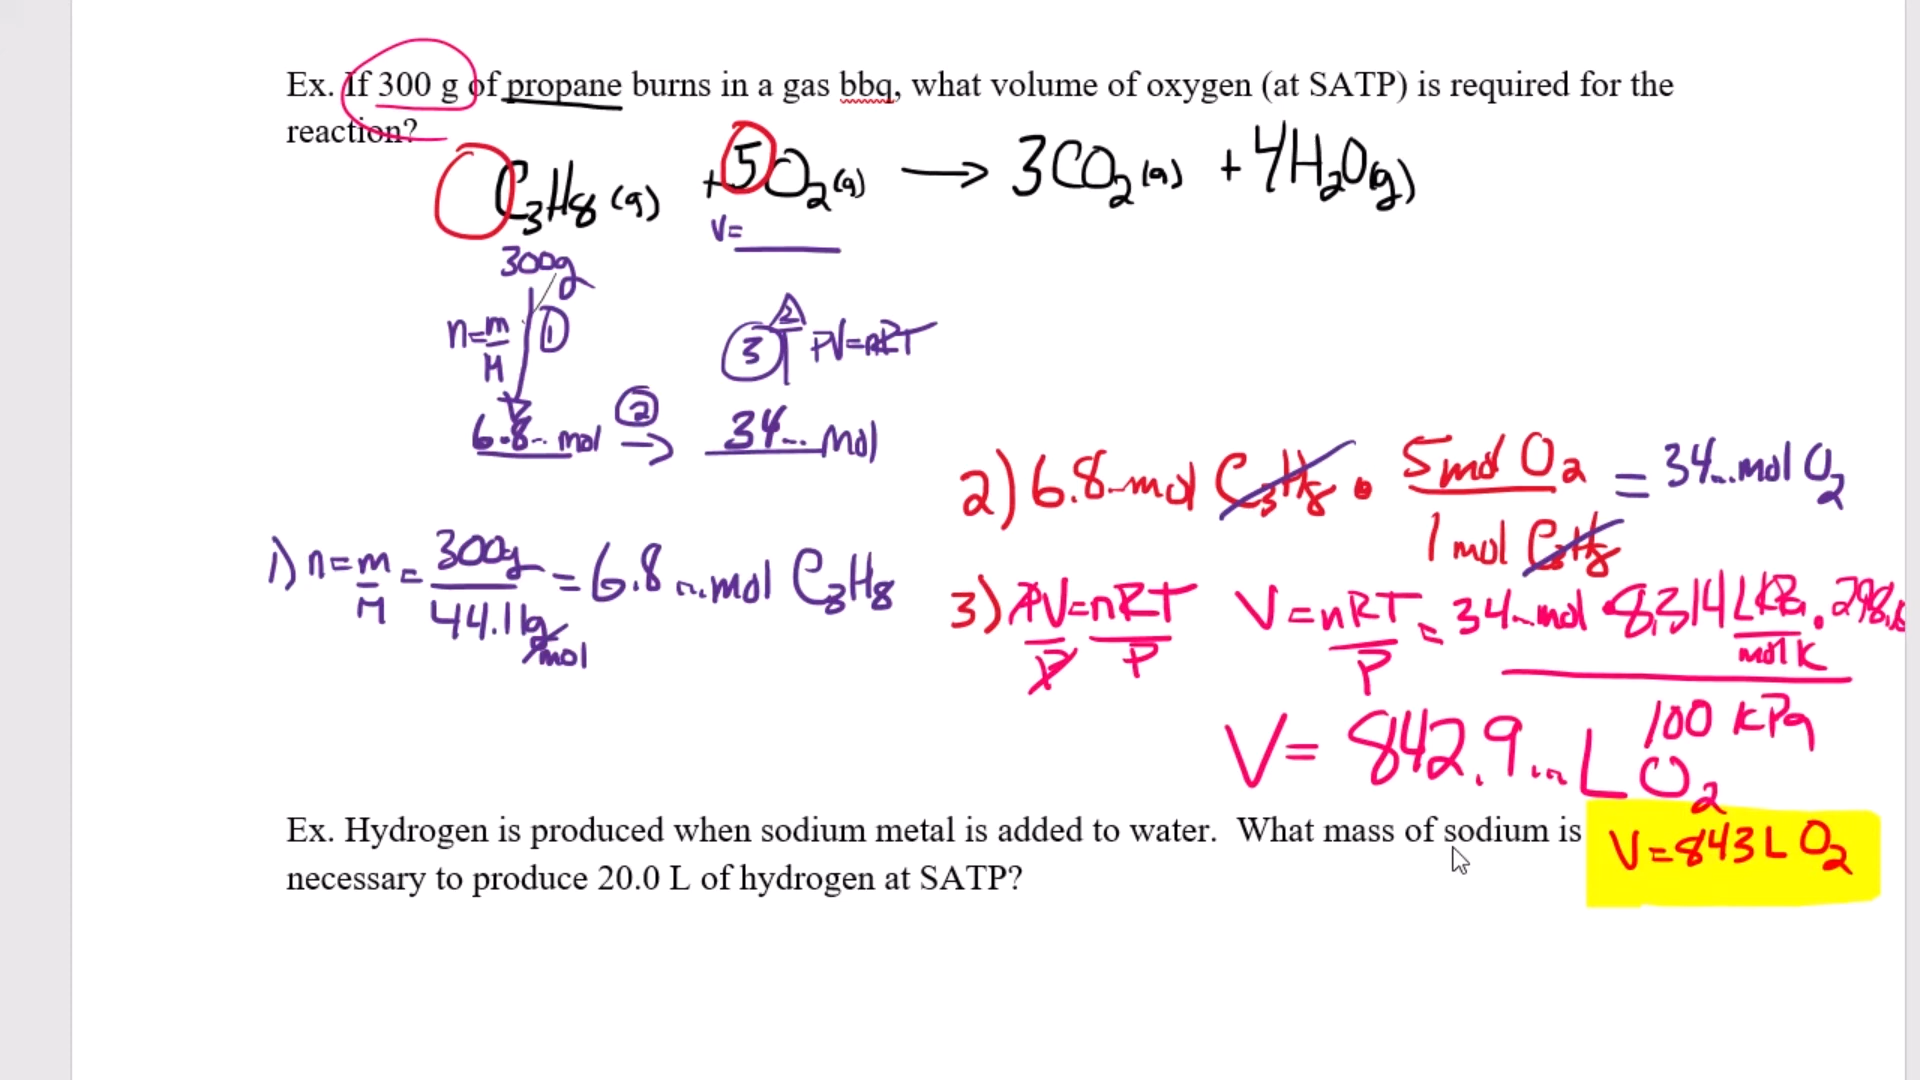 Ex. If 300 g of propane burns in a gas bbq, what volume of oxygen (at SATP) is required for the
reaction?
C₃H₈(g) + 5O₂(g) → 3CO₂(g) + 4H₂O(g)
V=
300g
n=m/M ①
③ PV=nRT
6.8... mol ② → 34... mol
2) 6.8...mol C₃H₈ • 5 mol O₂ / 1 mol C₃H₈ = 34...mol O₂
1) n=m/M = 300g / 44.1 g/mol = 6.8...mol C₃H₈
3) PV/P = nRT/P V = nRT/P = 34...mol • 8.314 LkPa/molK • 298. / 100 kPa
V= 842.9... L O₂
Ex. Hydrogen is produced when sodium metal is added to water. What mass of sodium is
necessary to produce 20.0 L of hydrogen at SATP?
V=843 L O₂